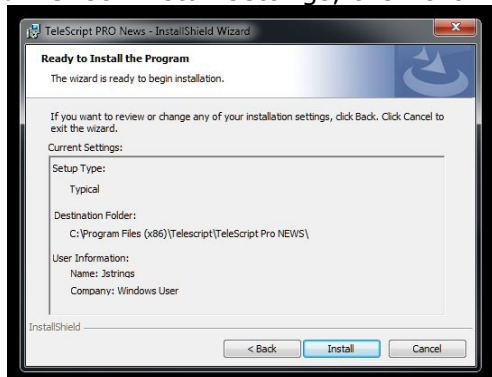 TeleScript PRO News - InstallShield Wizard
Ready to Install the Program
The wizard is ready to begin installation.
If you want to review or change any of your installation settings, click Back. Click Cancel to
exit the wizard.
Current Settings:
Setup Type:
Typical
Destination Folder:
C:\Program Files (x86)\Telescript\TeleScript Pro NEWS\
User Information:
Name: Jstrings
Company: Windows User
InstallShield
< Back
Install
Cancel